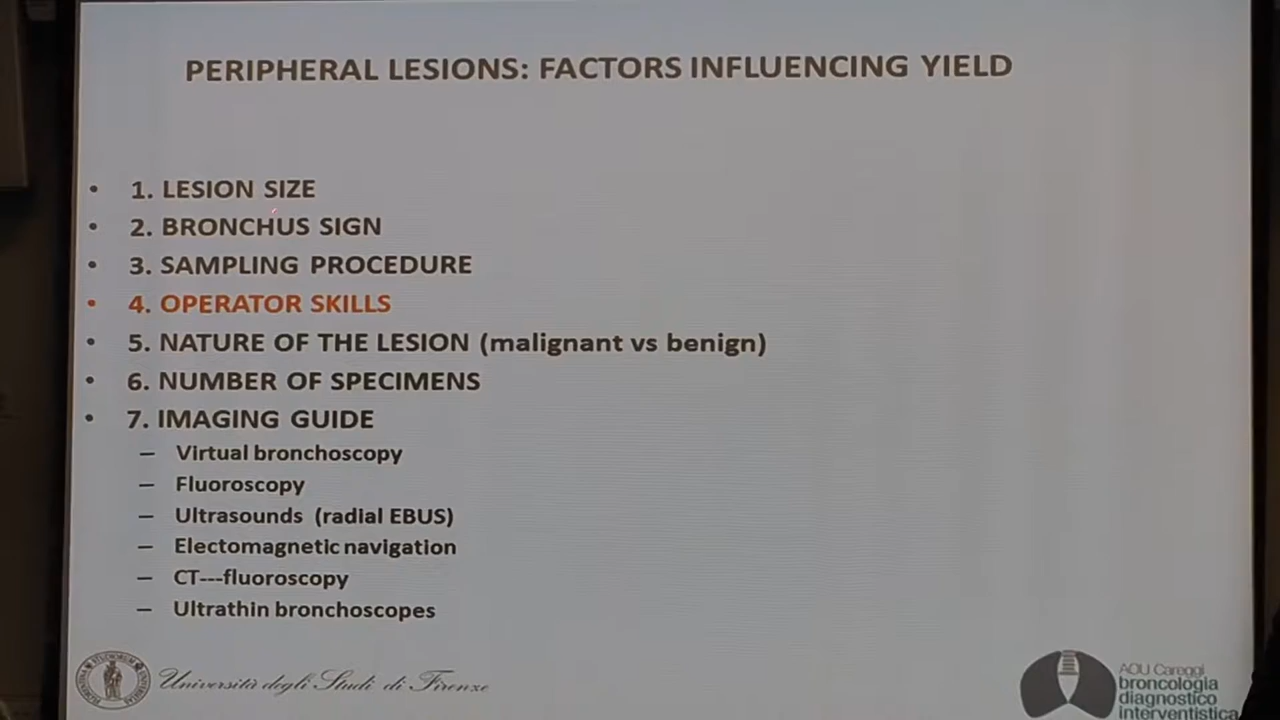 PERIPHERAL LESIONS: FACTORS INFLUENCING YIELD
• 1. LESION SIZE
• 2. BRONCHUS SIGN
• 3. SAMPLING PROCEDURE
• 4. OPERATOR SKILLS
• 5. NATURE OF THE LESION (malignant vs benign)
• 6. NUMBER OF SPECIMENS
• 7. IMAGING GUIDE
– Virtual bronchoscopy
– Fluoroscopy
– Ultrasounds (radial EBUS)
– Electomagnetic navigation
– CT---fluoroscopy
– Ultrathin bronchoscopes
Università degli Studi di Firenze
AOU Careggi
broncologia
diagnostico
interventistica